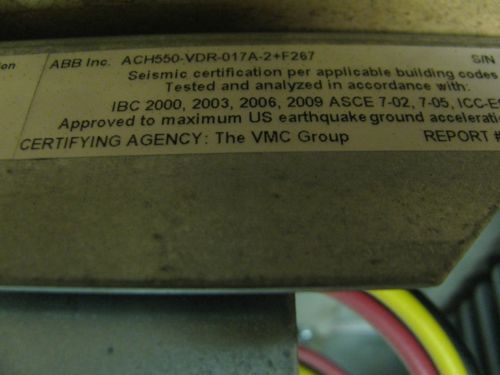 ABB Inc. ACH550-VDR-017A-2+F267 S/N
Seismic certification per applicable building codes
Tested and analyzed in accordance with:
IBC 2000, 2003, 2006, 2009 ASCE 7-02, 7-05, ICC-ES
Approved to maximum US earthquake ground accelerati
CERTIFYING AGENCY: The VMC Group REPORT #